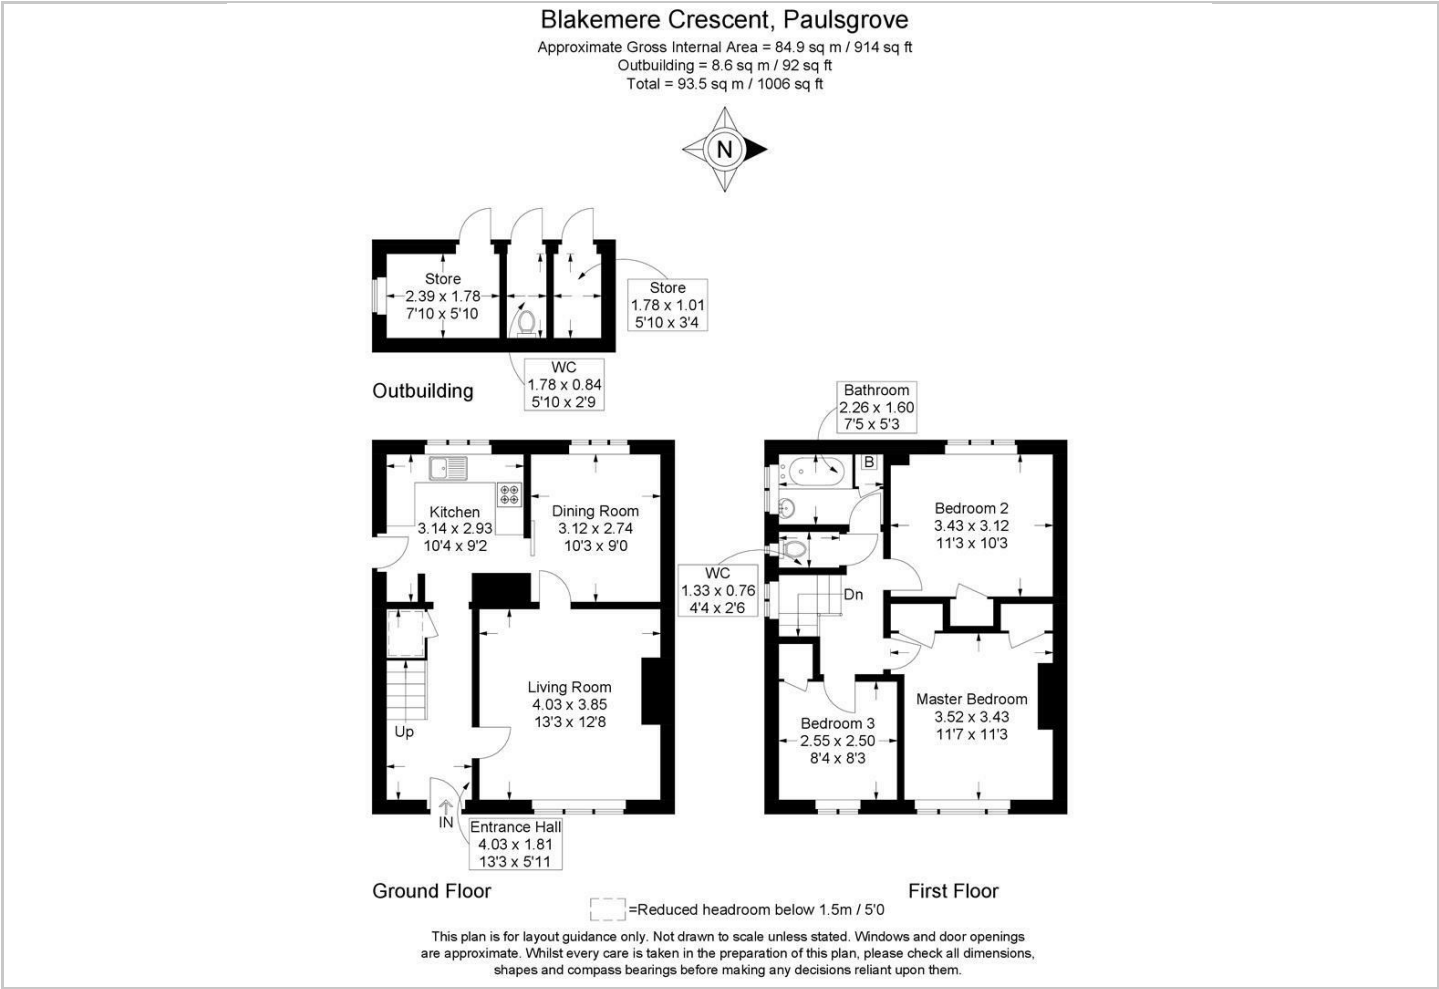 Blakemere Crescent, Paulsgrove
Approximate Gross Internal Area = 84.9 sq m / 914 sq ft
Outbuilding = 8.6 sq m / 92 sq ft
Total = 93.5 sq m / 1006 sq ft
N
Store
2.39 x 1.78
7'10 x 5'10
Store
1.78 x 1.01
5'10 x 3'4
WC
1.78 x 0.84
5'10 x 2'9
Outbuilding
Kitchen
3.14 x 2.93
10'4 x 9'2
Dining Room
3.12 x 2.74
10'3 x 9'0
Living Room
4.03 x 3.85
13'3 x 12'8
Up
IN
Entrance Hall
4.03 x 1.81
13'3 x 5'11
Ground Floor
Bathroom
2.26 x 1.60
7'5 x 5'3
B
Bedroom 2
3.43 x 3.12
11'3 x 10'3
WC
1.33 x 0.76
4'4 x 2'6
Dn
Master Bedroom
3.52 x 3.43
11'7 x 11'3
Bedroom 3
2.55 x 2.50
8'4 x 8'3
First Floor
=Reduced headroom below 1.5m / 5'0
This plan is for layout guidance only. Not drawn to scale unless stated. Windows and door openings
are approximate. Whilst every care is taken in the preparation of this plan, please check all dimensions,
shapes and compass bearings before making any decisions reliant upon them.